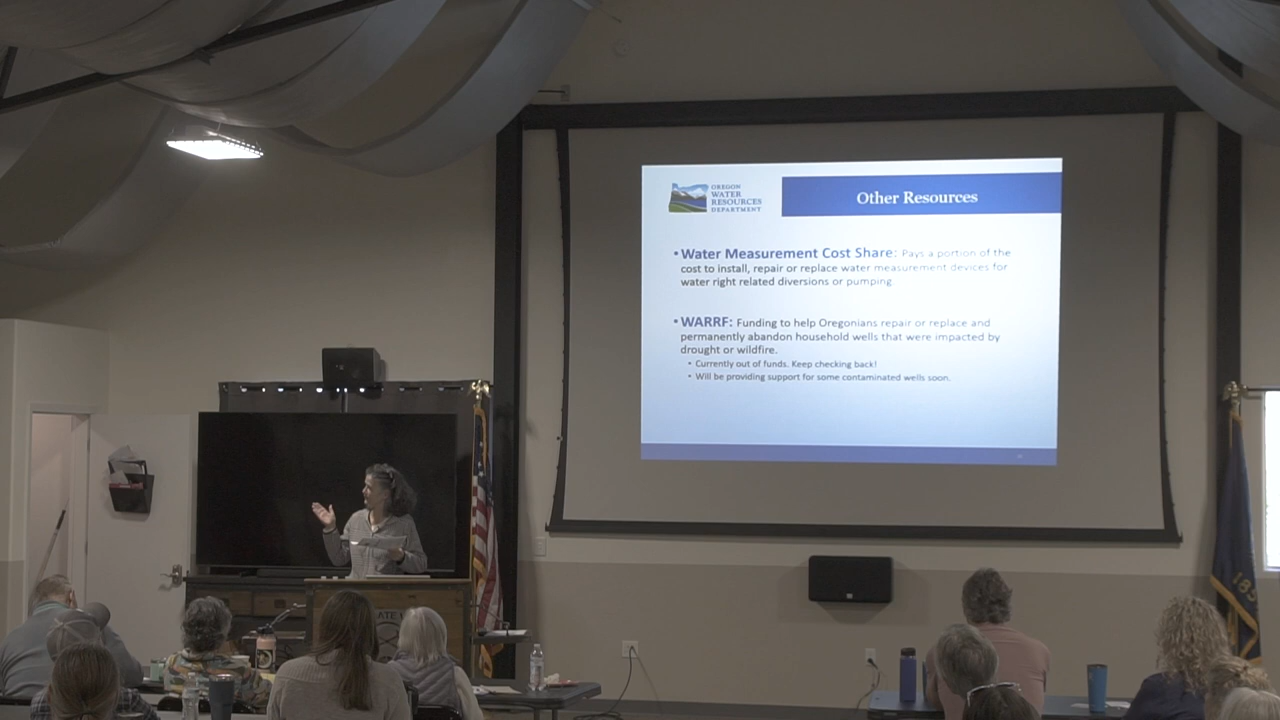 OREGON
WATER
RESOURCES
DEPARTMENT
Other Resources
• Water Measurement Cost Share: Pays a portion of the
cost to install, repair or replace water measurement devices for
water right related diversions or pumping.
• WARRF: Funding to help Oregonians repair or replace and
permanently abandon household wells that were impacted by
drought or wildfire.
• Currently out of funds. Keep checking back!
• Will be providing support for some contaminated wells soon.
185